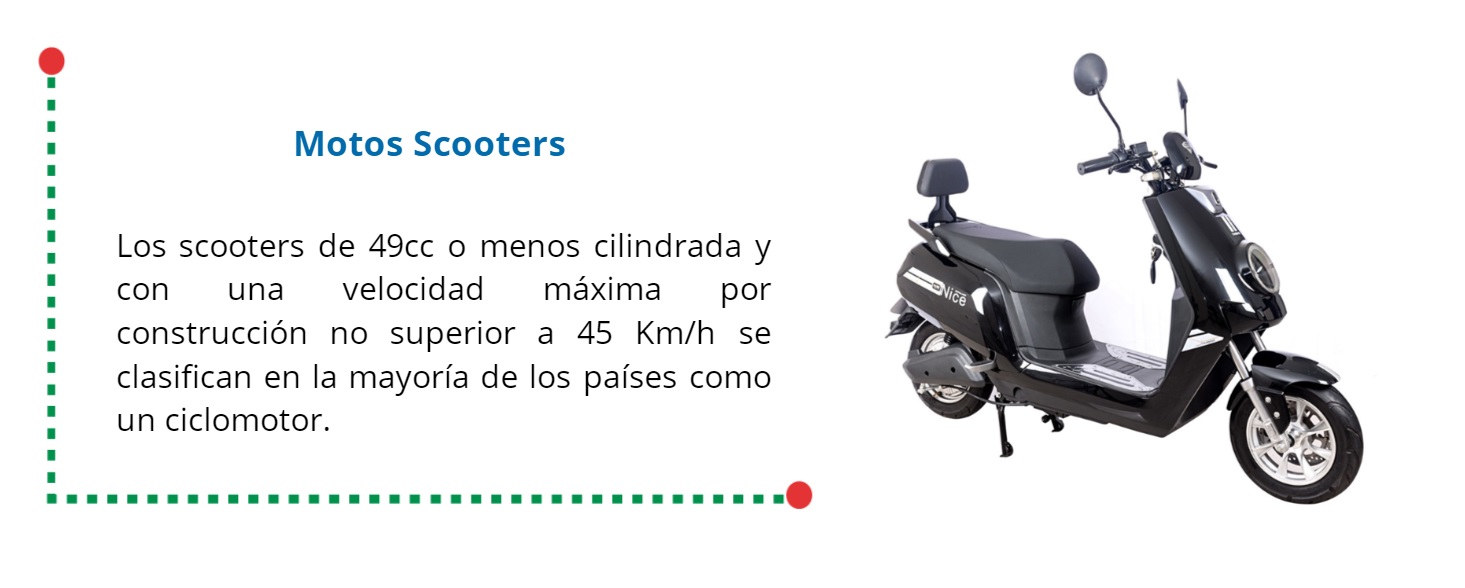 Motos Scooters
Los scooters de 49cc o menos cilindrada y
con una velocidad máxima por
construcción no superior a 45 Km/h se
clasifican en la mayoría de los países como
un ciclomotor.
Nice